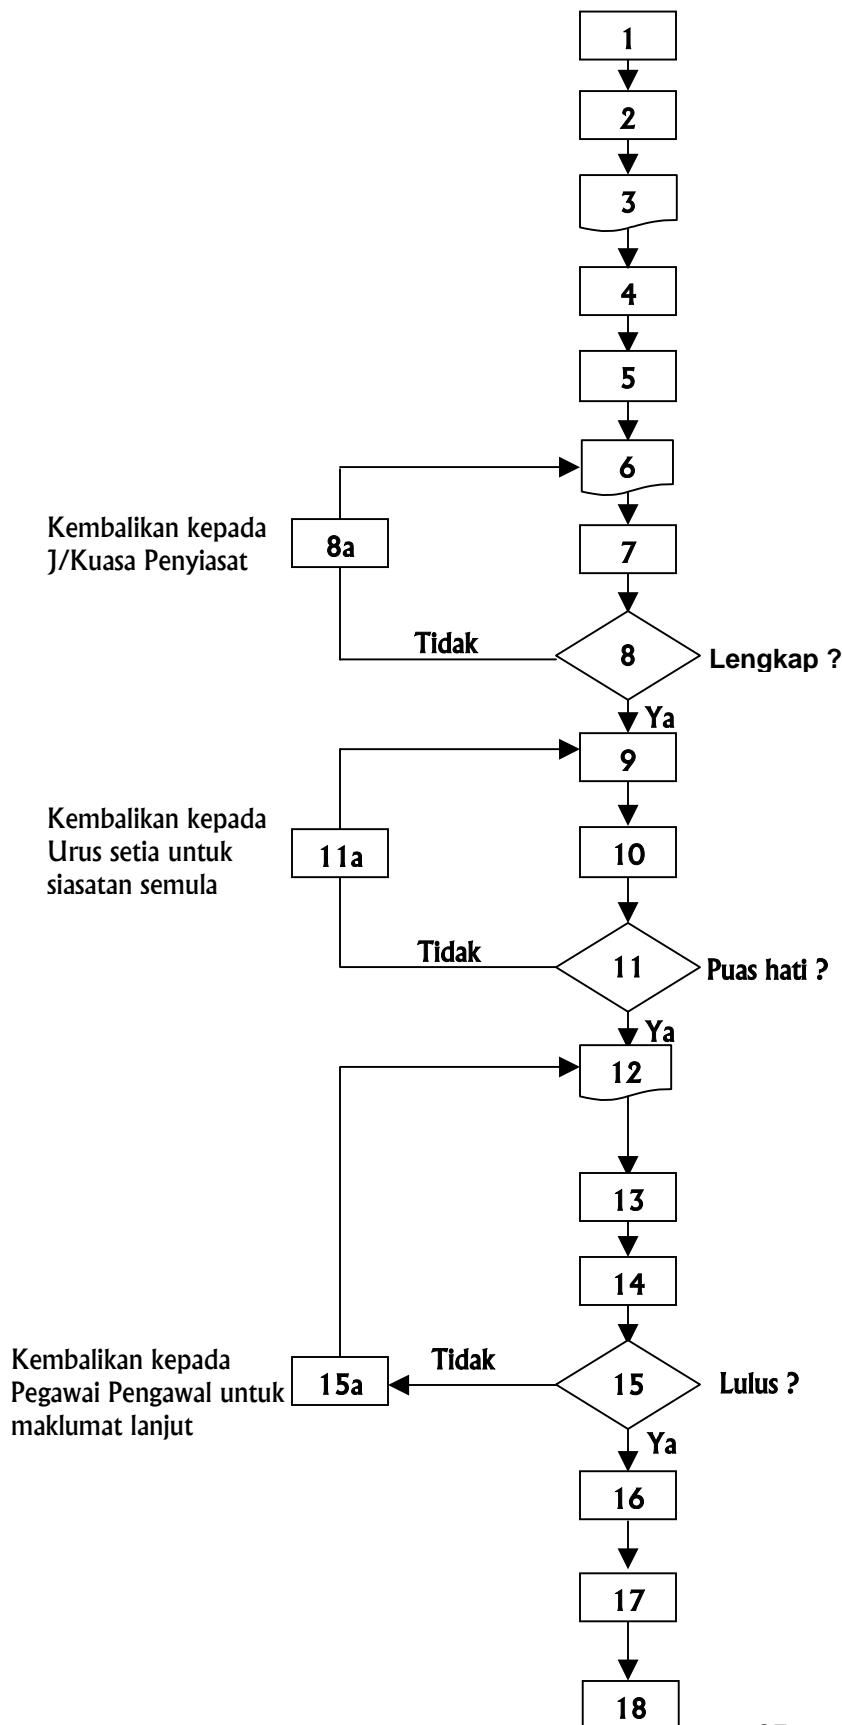 1
2
3
4
5
6
Kembalikan kepada
J/Kuasa Penyiasat
8a
7
Tidak
8
Lengkap ?
Ya
9
Kembalikan kepada
Urus setia untuk
siasatan semula
11a
10
Tidak
11
Puas hati ?
Ya
12
13
14
Kembalikan kepada
Pegawai Pengawal untuk
maklumat lanjut
15a
Tidak
15
Lulus ?
Ya
16
17
18